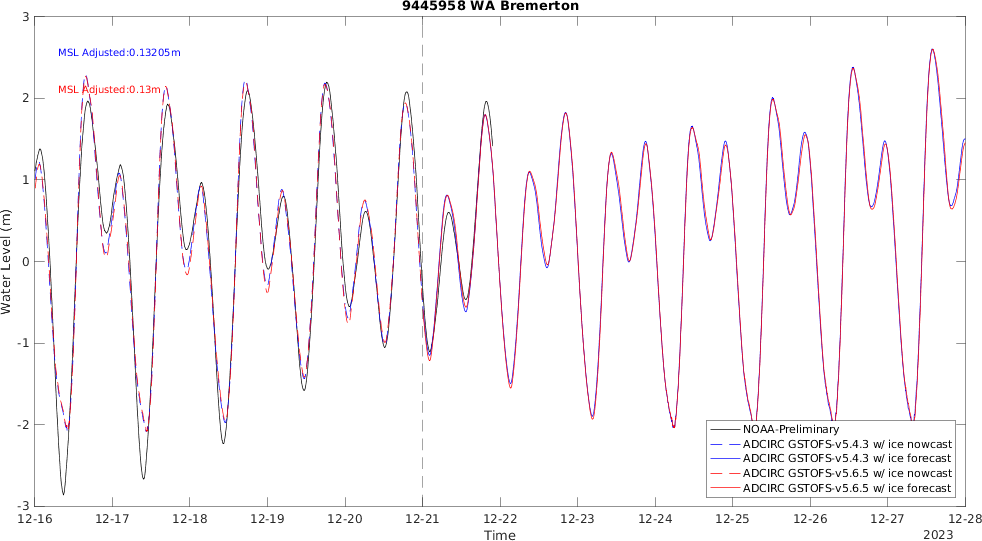 9445958 WA Bremerton
3
2
1
0
-1
-2
-3
Water Level (m)
MSL Adjusted:0.13205m
MSL Adjusted:0.13m
NOAA-Preliminary
ADCIRC GSTOFS-v5.4.3 w/ ice nowcast
ADCIRC GSTOFS-v5.4.3 w/ ice forecast
ADCIRC GSTOFS-v5.6.5 w/ ice nowcast
ADCIRC GSTOFS-v5.6.5 w/ ice forecast
12-16 12-17 12-18 12-19 12-20 12-21 12-22 12-23 12-24 12-25 12-26 12-27 12-28
Time
2023